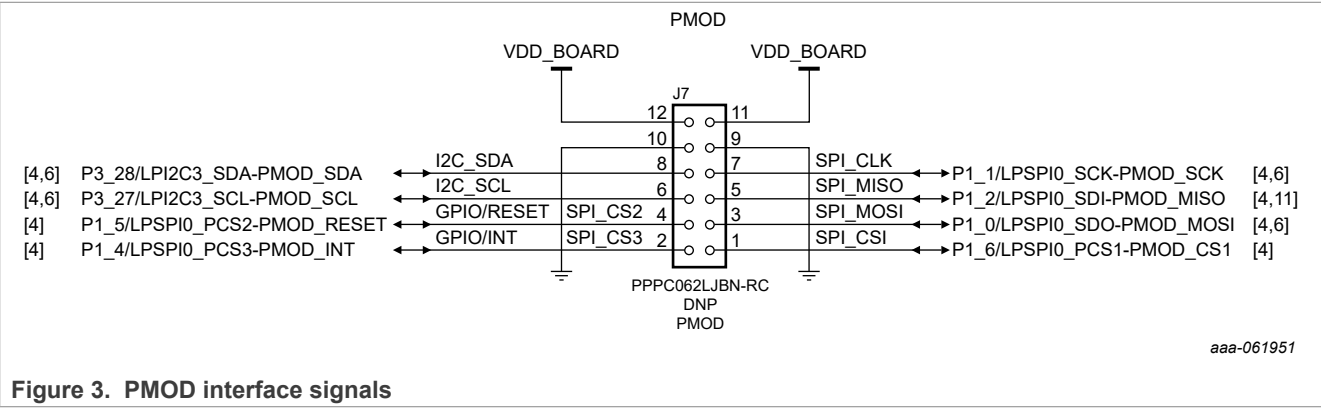 PMOD
VDD_BOARD VDD_BOARD
J7
12 11
10 9
[4,6] P3_28/LPI2C3_SDA-PMOD_SDA I2C_SDA 8 7 SPI_CLK P1_1/LPSPI0_SCK-PMOD_SCK [4,6]
[4,6] P3_27/LPI2C3_SCL-PMOD_SCL I2C_SCL 6 5 SPI_MISO P1_2/LPSPI0_SDI-PMOD_MISO [4,11]
[4] P1_5/LPSPI0_PCS2-PMOD_RESET GPIO/RESET SPI_CS2 4 3 SPI_MOSI P1_0/LPSPI0_SDO-PMOD_MOSI [4,6]
[4] P1_4/LPSPI0_PCS3-PMOD_INT GPIO/INT SPI_CS3 2 1 SPI_CSI P1_6/LPSPI0_PCS1-PMOD_CS1 [4]
PPPC062LJBN-RC
DNP
PMOD
aaa-061951
Figure 3. PMOD interface signals